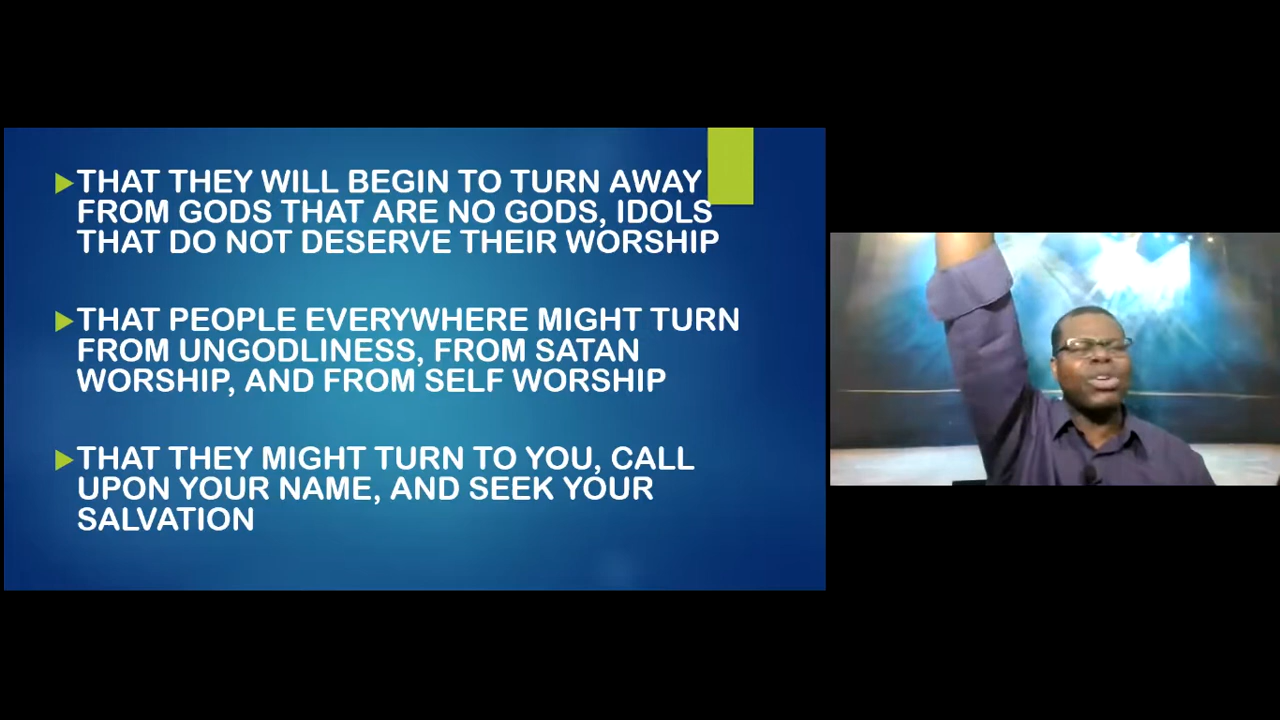 THAT THEY WILL BEGIN TO TURN AWAY
FROM GODS THAT ARE NO GODS, IDOLS
THAT DO NOT DESERVE THEIR WORSHIP
THAT PEOPLE EVERYWHERE MIGHT TURN
FROM UNGODLINESS, FROM SATAN
WORSHIP, AND FROM SELF WORSHIP
THAT THEY MIGHT TURN TO YOU, CALL
UPON YOUR NAME, AND SEEK YOUR
SALVATION